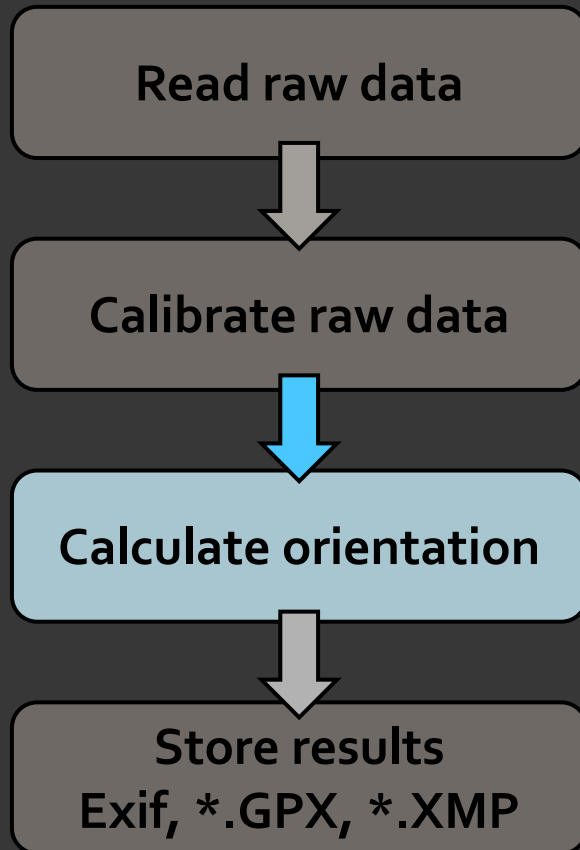 Read raw data
Calibrate raw data
Calculate orientation
Store results
Exif, *.GPX, *.XMP